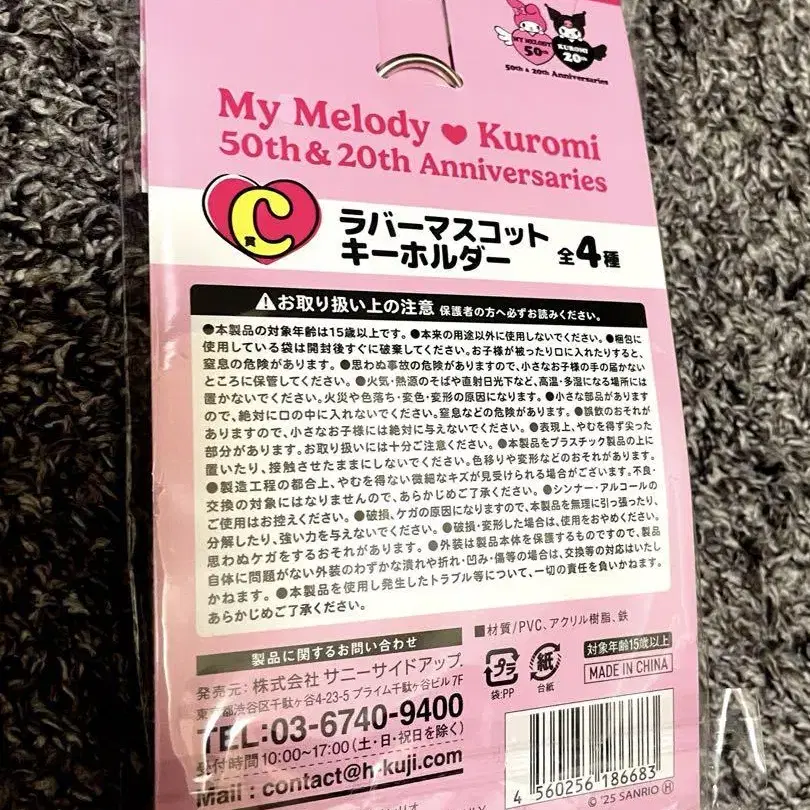 MY MELODY
50th
KUROMI
20th
50th & 20th Anniversaries
My Melody ♥ Kuromi
50th & 20th Anniversaries
C賞
ラバーマスコット
キーホルダー 全4種
⚠お取り扱い上の注意 保護者の方へ必ずお読みください。
●本製品の対象年齢は15歳以上です。●本来の用途以外に使用しないでください。●梱包に
使用している袋は開封後すぐに破棄してください。お子様が被ったり口に入れたりすると、
窒息の危険があります。●思わぬ事故の危険がありますので、小さなお子様の手の届かない
ところに保管してください。●火気・熱源のそばや直射日光下など、高温・多湿になる場所には
置かないでください。火災や色落ち・変色・変形の原因になります。●小さな部品があります
ので、絶対に口の中に入れないでください。窒息などの危険があります。●誤飲のおそれが
ありますので、小さなお子様には絶対に与えないでください。●表現上、やむを得ず尖った
部分があります。お取り扱いには十分ご注意ください。●本製品をプラスチック製品の上に
置いたり、接触させたままにしないでください。色移りや変形などのおそれがあります。
●製造工程の都合上、やむを得ない微細なキズが見受けられる場合がございます。不良・
交換の対象にはなりませんので、あらかじめご了承ください。●シンナー・アルコールの
ご使用はお控えください。●破損、ケガの原因になりますので、本製品を無理に引っ張ったり、
分解したり、強い力を与えないでください。●破損・変形した場合は、使用をおやめください。
思わぬケガをするおそれがあります。●外装は製品本体を保護するものですので、製品
自体に問題がない外装のわずかな潰れや折れ・凹み・傷等の場合は、交換等の対応はいたし
かねます。●本製品を使用し発生したトラブル等について、一切の責任を負いかねます。
あらかじめご了承ください。
■材質/PVC、アクリル樹脂、鉄
製品に関するお問い合わせ
発売元:株式会社 サニーサイドアップ
東京都渋谷区千駄ヶ谷4-23-5 プライム千駄ヶ谷ビル7F
TEL:03-6740-9400
受付時間 10:00~17:00(土・日・祝日を除く)
Mail : contact@h-kuji.com
プラ
袋:PP
紙
台紙
対象年齢15歳以上
MADE IN CHINA
4 560256 186683
© '25 SANRIO Ⓗ